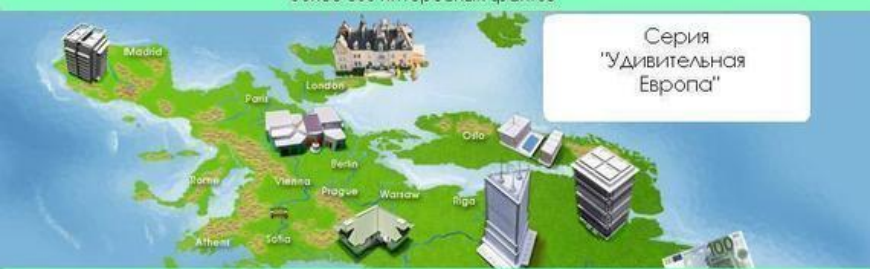 Серия
"Удивительная
Европа"
Madrid
London
Paris
Oslo
Berlin
Rome
Vienna
Prague
Warsaw
Riga
Athens
Sofia
100